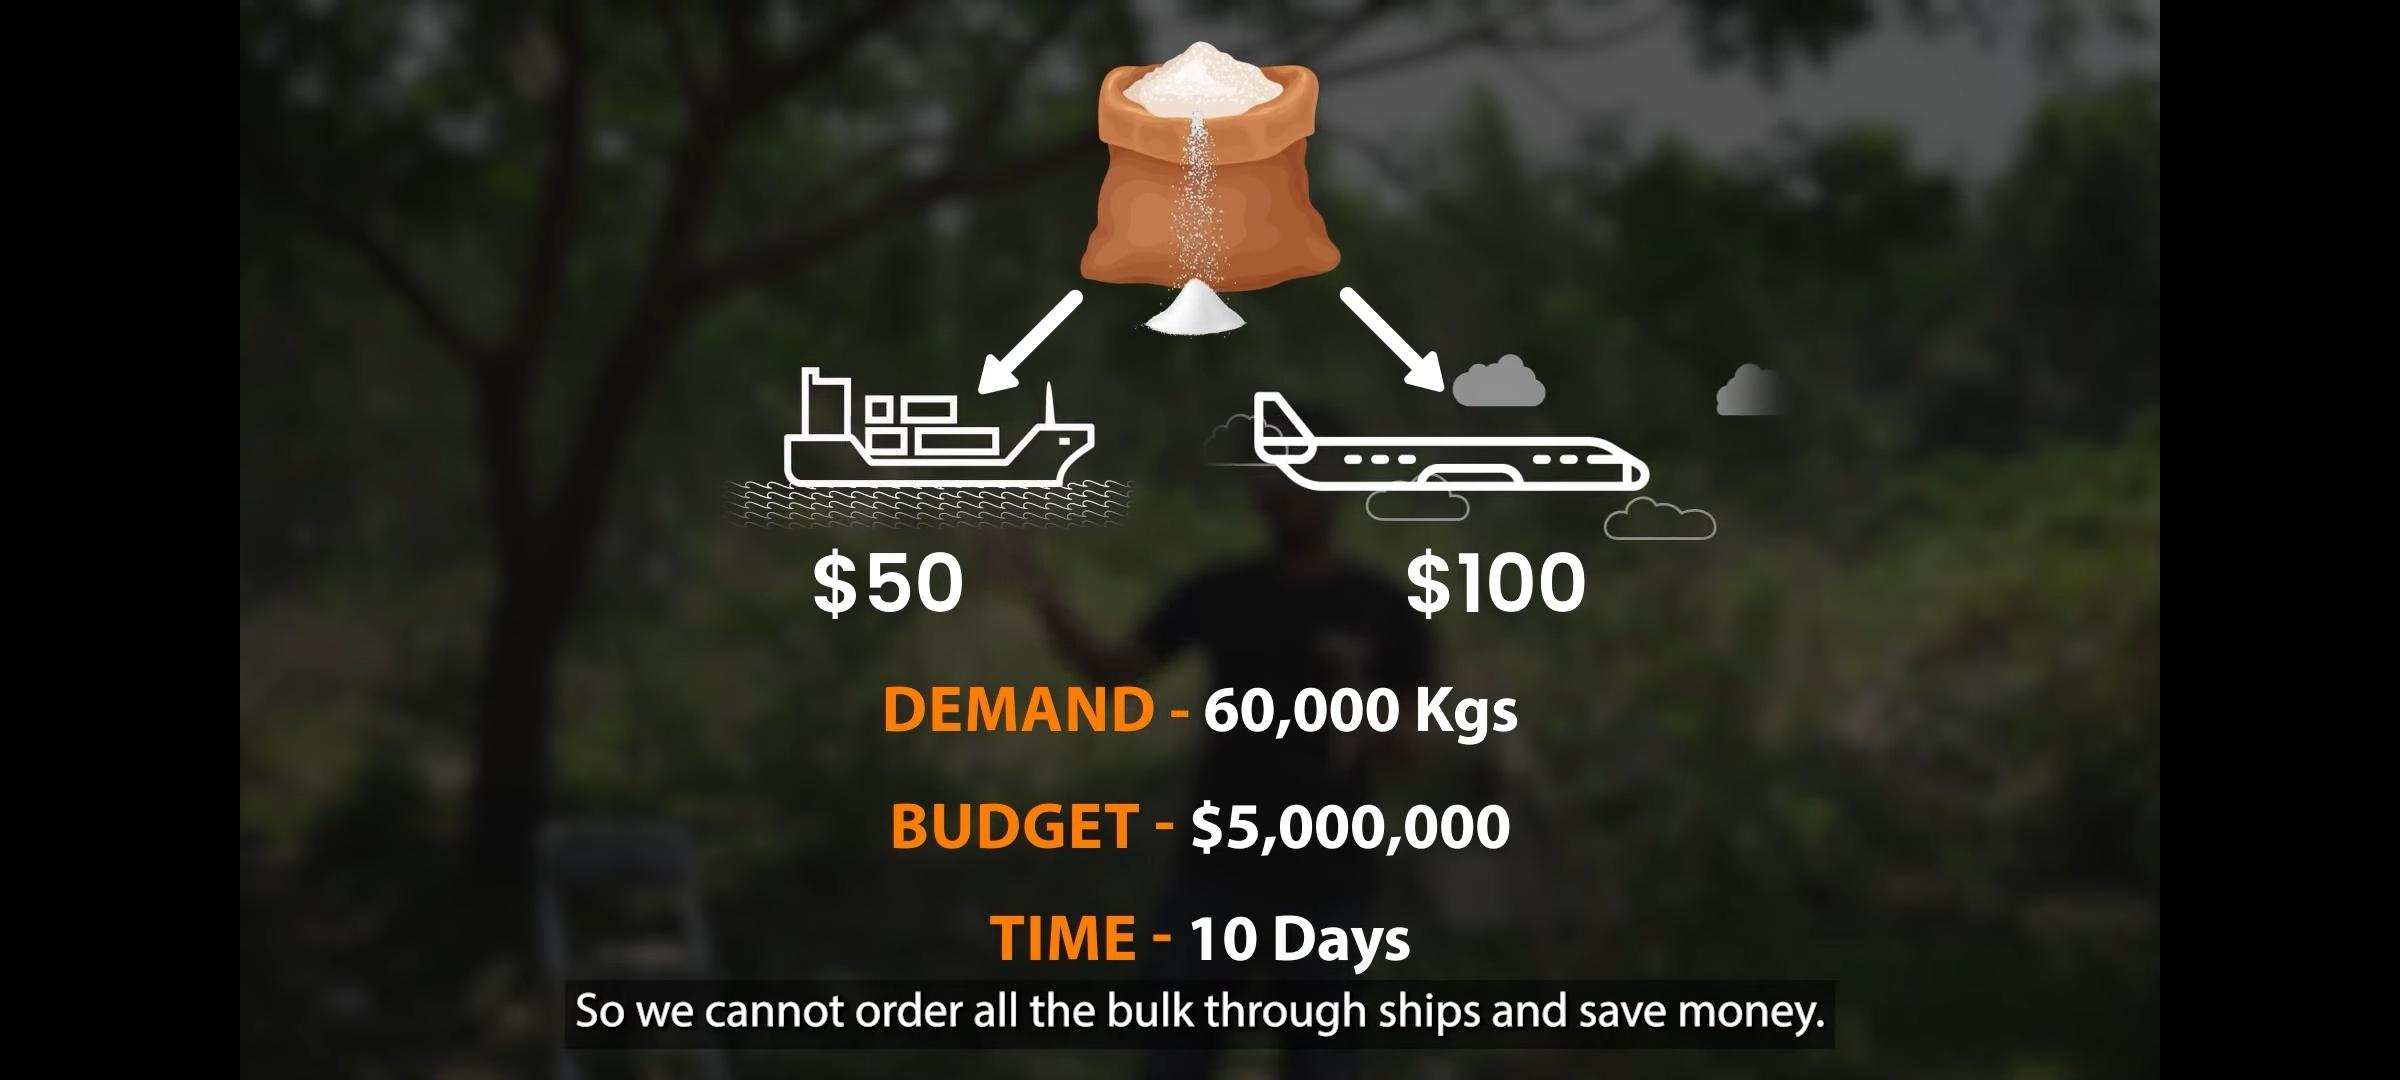 $50
$100
DEMAND - 60,000 Kgs
BUDGET - $5,000,000
TIME - 10 Days
So we cannot order all the bulk through ships and save money.